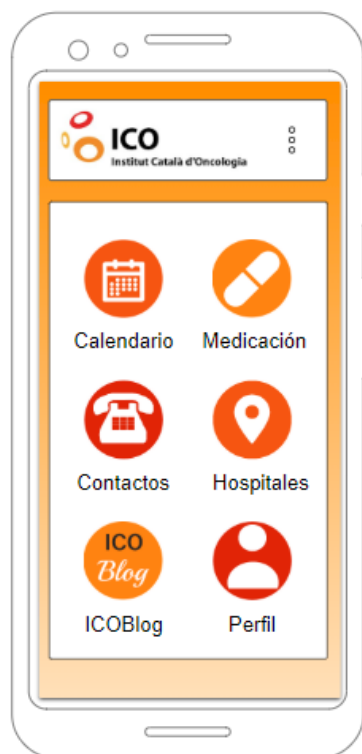 ICO
Institut Català d'Oncologia
Calendario
Medicación
Contactos
Hospitales
ICO
Blog
ICOBlog
Perfil